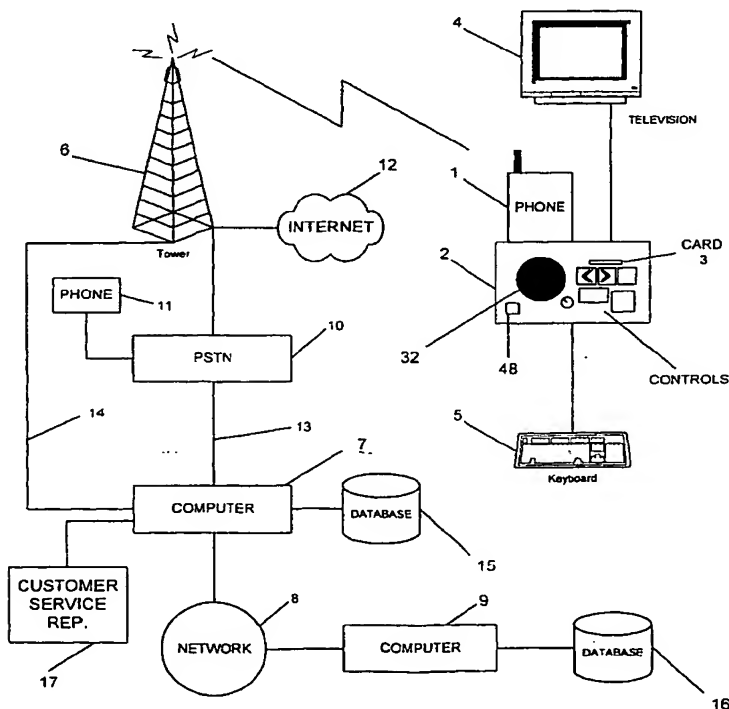 4
TELEVISION
6
12
1
PHONE
INTERNET
CARD
3
2
Tower
PHONE
11
PSTN
10
32
48
CONTROLS
14
13
7
5
Keyboard
COMPUTER
DATABASE
15
CUSTOMER
SERVICE
REP.
17
8
NETWORK
9
COMPUTER
DATABASE
16